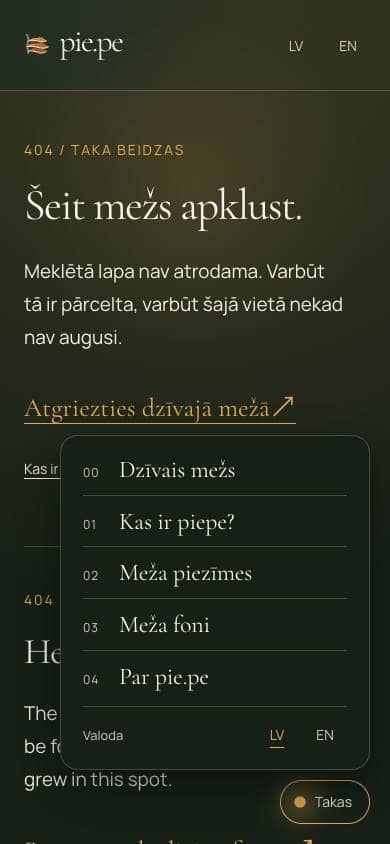 pie.pe
LV EN
404 / TAKA BEIDZAS
Šeit mežs apklust.
Meklētā lapa nav atrodama. Varbūt
tā ir pārcelta, varbūt šajā vietā nekad
nav augusi.
Atgriezties dzīvajā mežā↗
Kas ir
00 Dzīvais mežs
01 Kas ir piepe?
02 Meža piezīmes
03 Meža foni
04 Par pie.pe
Valoda LV EN
404
He
The
be fo
grew in this spot.
Takas